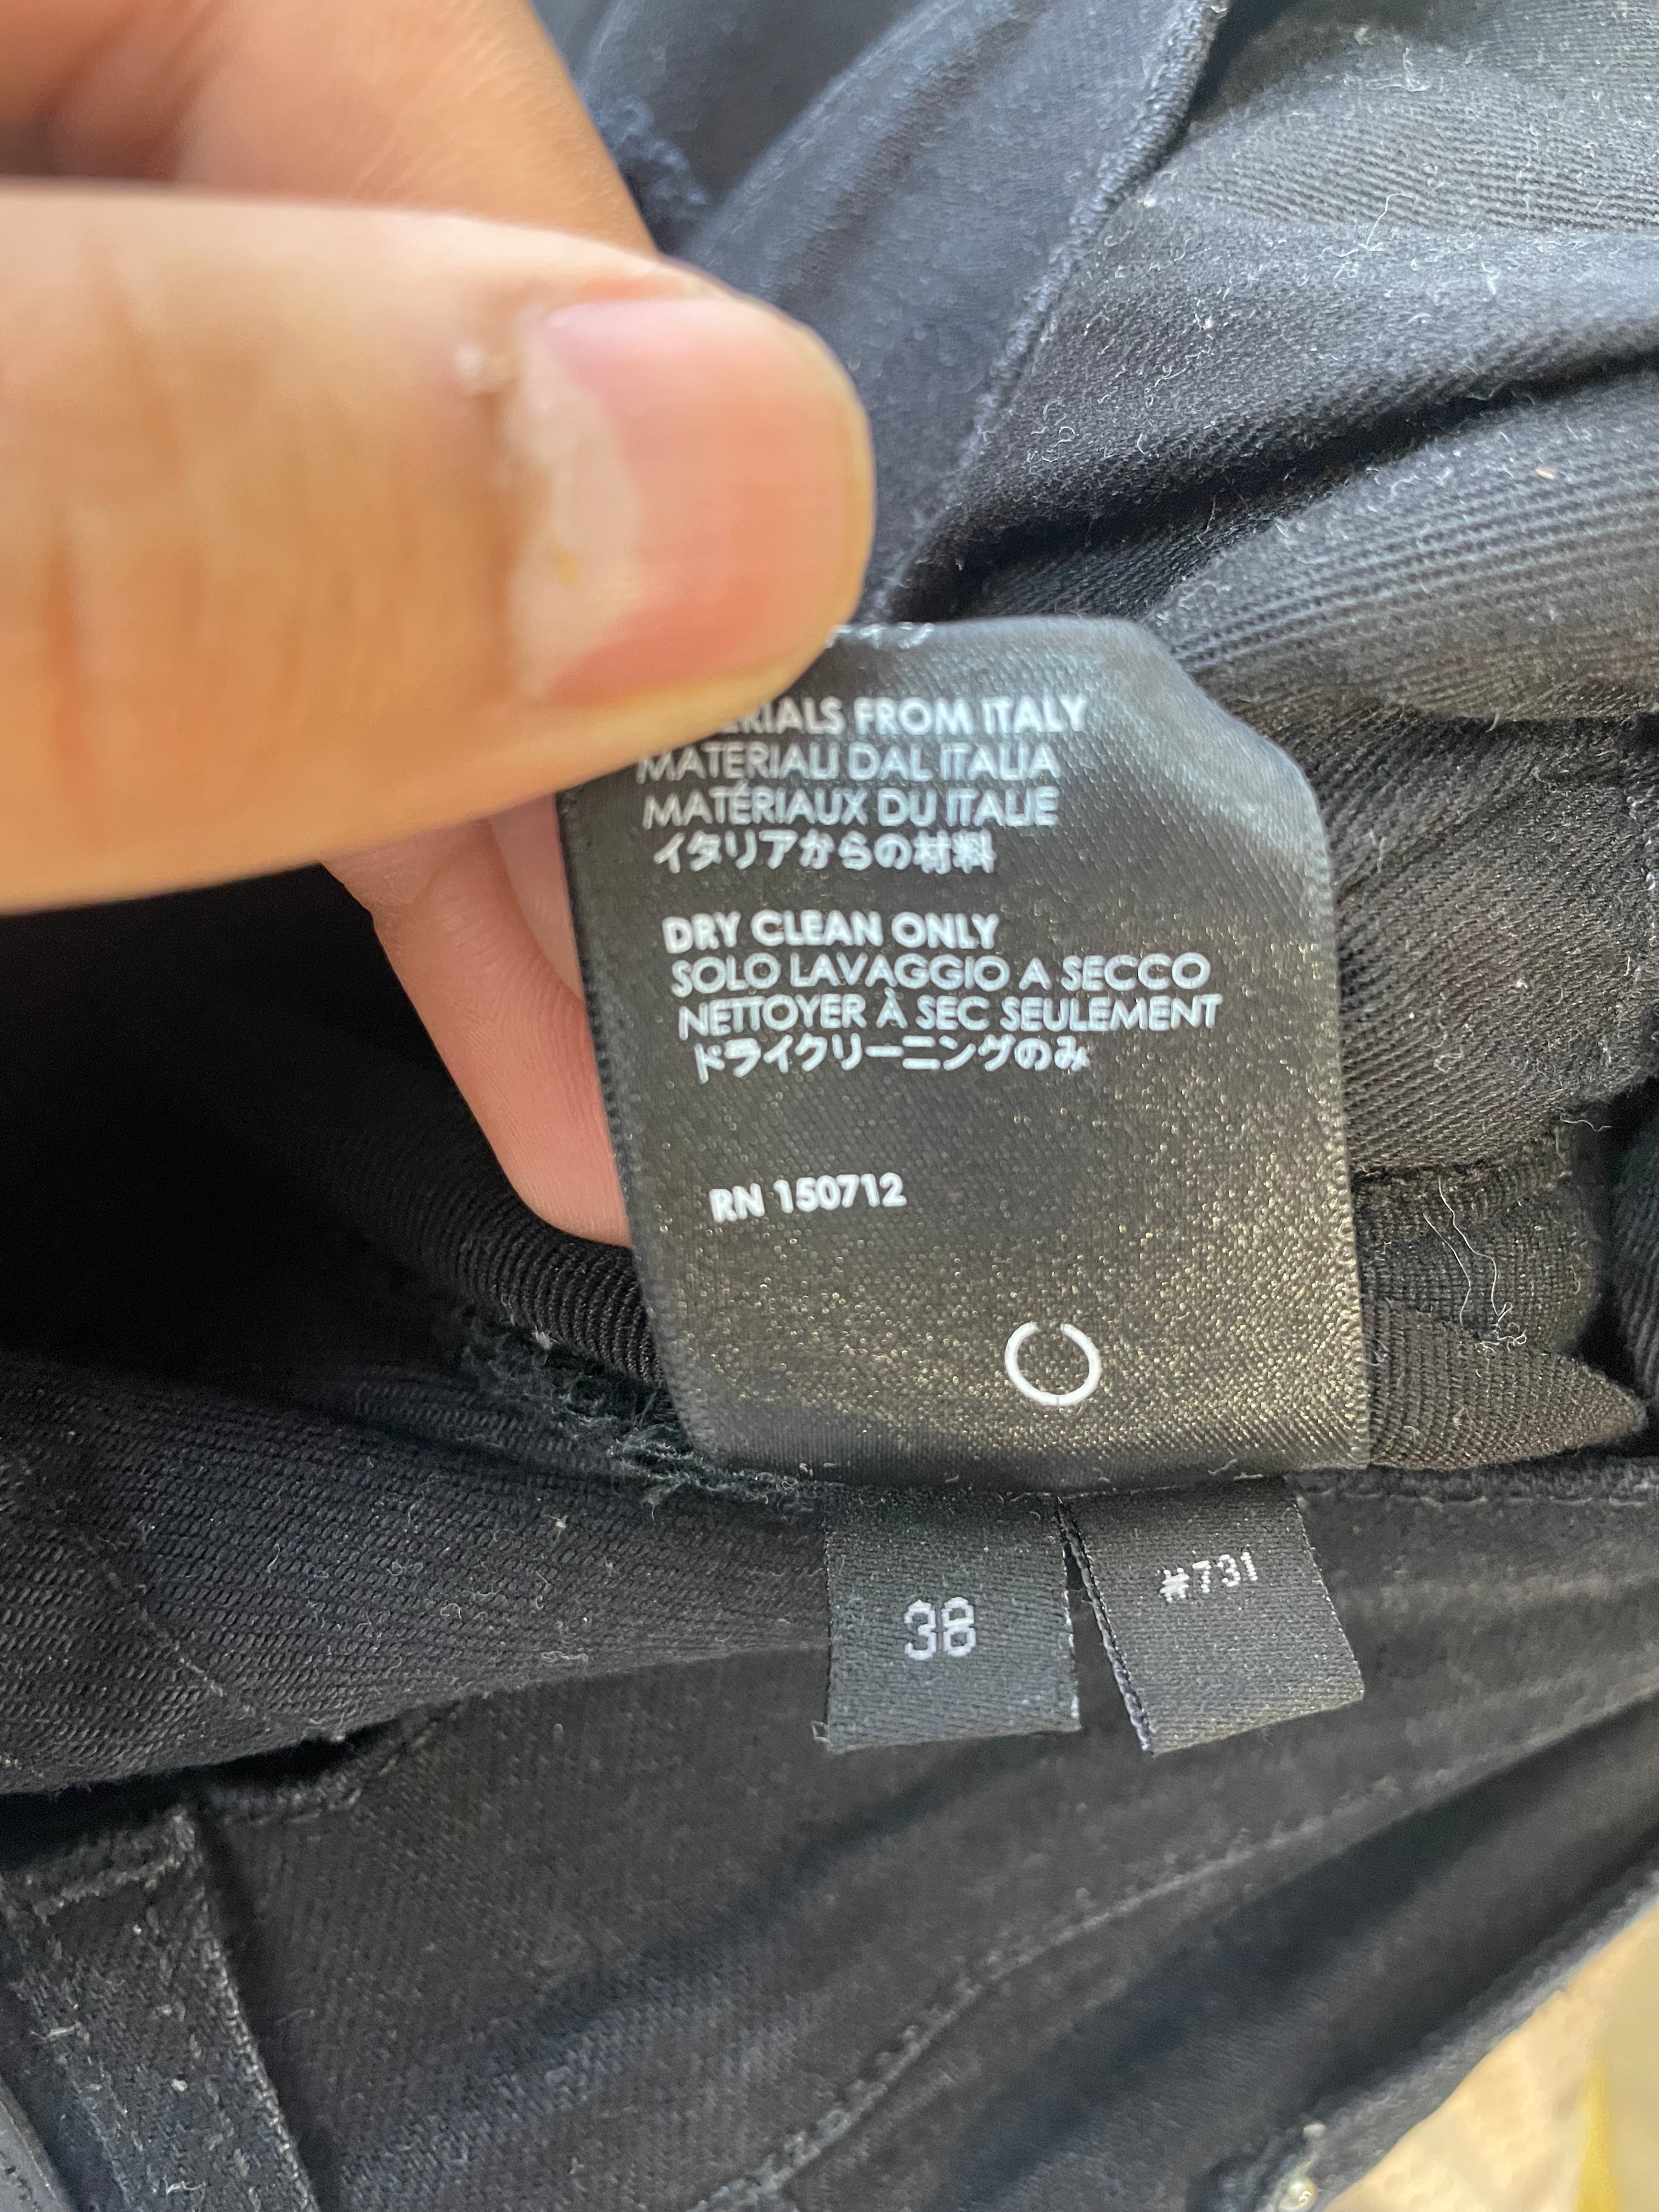 FROM ITALY
MATERIALI DAL ITALIA
MATÉRIAUX DU ITALIE
イタリアからの材料
DRY CLEAN ONLY
SOLO LAVAGGIO A SECCO
NETTOYER À SEC SEULEMENT
ドライクリーニングのみ
RN 150712
38
#731